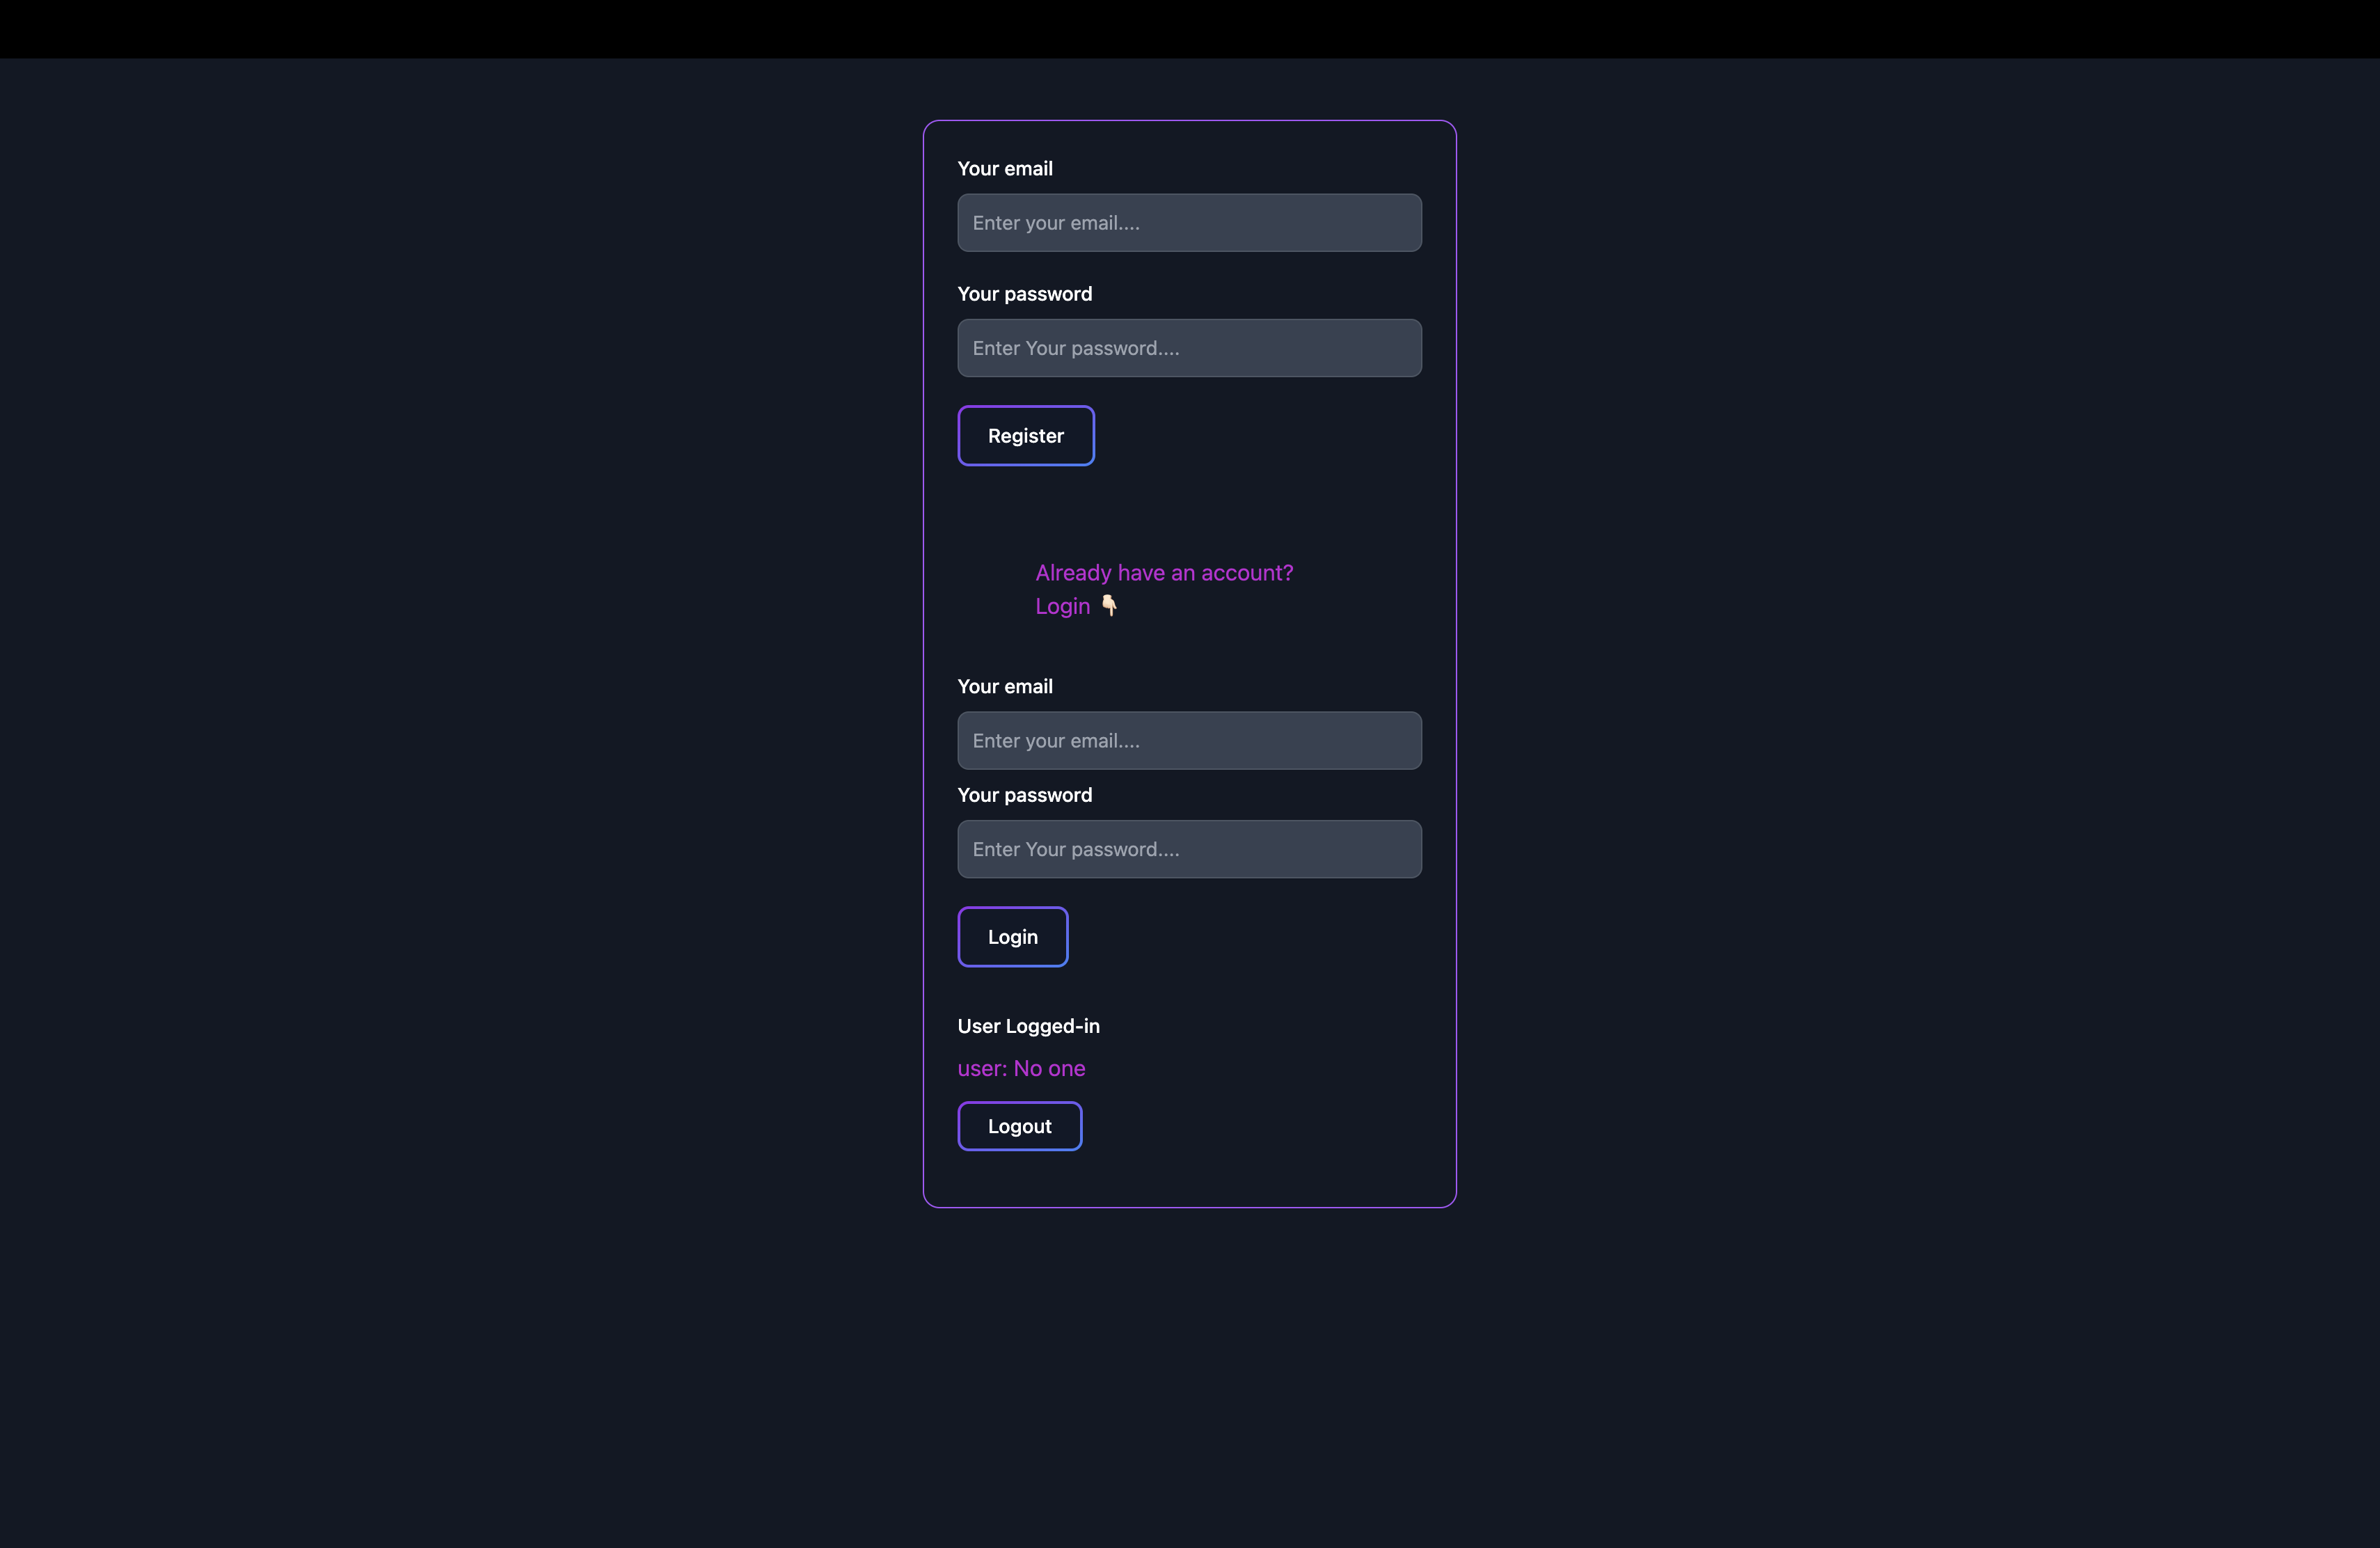 Your email
Enter your email....
Your password
Enter Your password....
Register
Already have an account?
Login 👇🏻
Your email
Enter your email....
Your password
Enter Your password....
Login
User Logged-in
user: No one
Logout